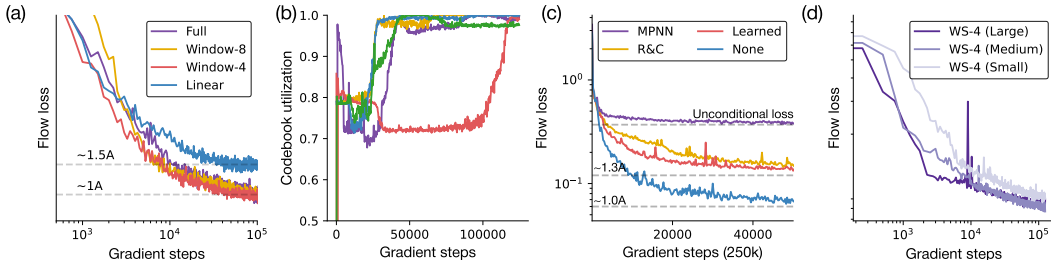 (a)
Flow loss
Full
Window-8
Window-4
Linear
~1.5A
~1A
10³
10⁴
10⁵
Gradient steps
(b)
Codebook utilization
1.0
0.9
0.8
0.7
0.6
0.5
0
50000
100000
Gradient steps
(c)
Flow loss
MPNN
R&C
Learned
None
10⁰
10⁻¹
Unconditional loss
~1.3A
~1.0A
20000
40000
Gradient steps (250k)
(d)
Flow loss
WS-4 (Large)
WS-4 (Medium)
WS-4 (Small)
10³
10⁴
10⁵
Gradient steps